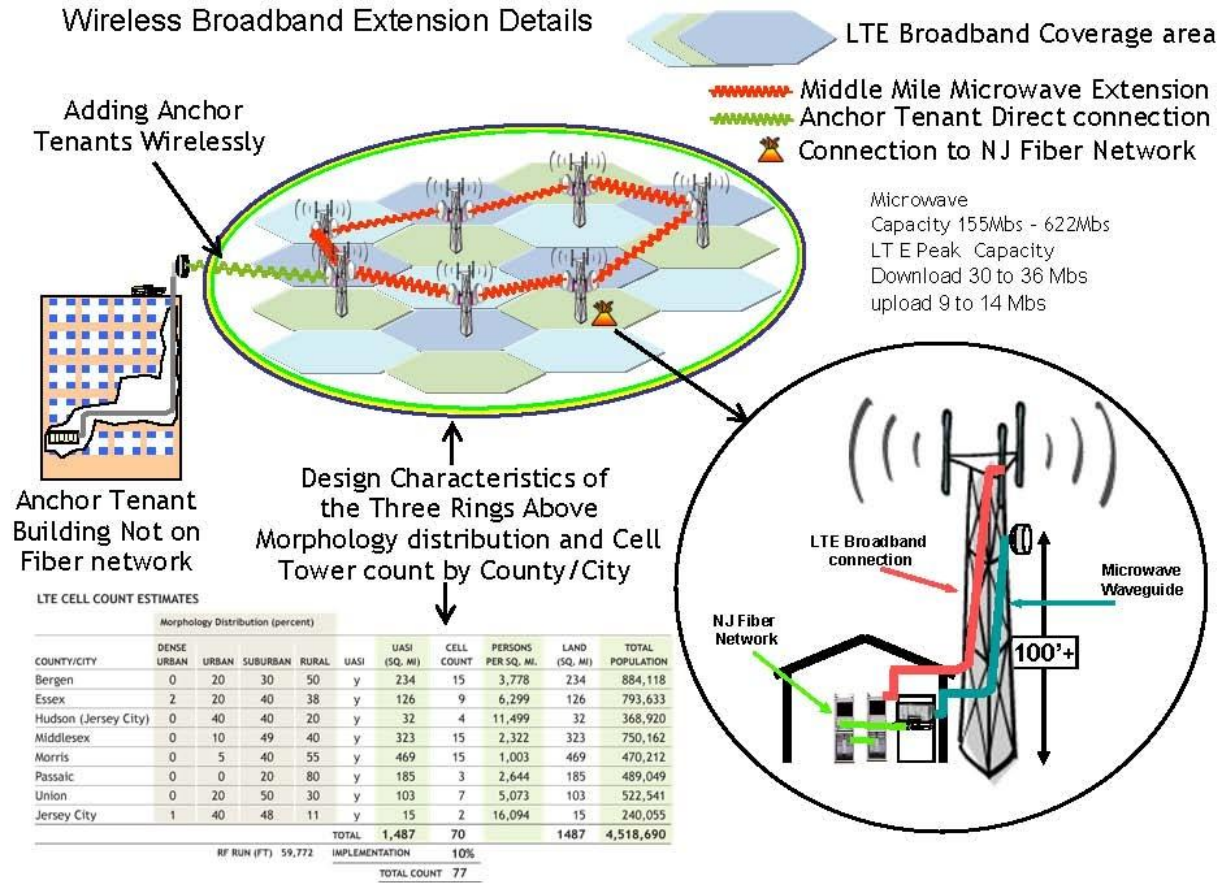 Wireless Broadband Extension Details
LTE Broadband Coverage area
Middle Mile Microwave Extension
Anchor Tenant Direct connection
Connection to NJ Fiber Network
Adding Anchor
Tenants Wirelessly
Microwave
Capacity 155Mbs - 622Mbs
LT E Peak Capacity
Download 30 to 36 Mbs
upload 9 to 14 Mbs
Anchor Tenant
Building Not on
Fiber network
Design Characteristics of
the Three Rings Above
Morphology distribution and Cell
Tower count by County/City
LTE Broadband
connection
Microwave
Waveguide
NJ Fiber
Network
100'+
LTE CELL COUNT ESTIMATES
Morphology Distribution (percent)
COUNTY/CITY DENSE URBAN URBAN SUBURBAN RURAL UASI UASI (SQ. MI) CELL COUNT PERSONS PER SQ. MI. LAND (SQ. MI) TOTAL POPULATION
Bergen 0 20 30 50 y 234 15 3,778 234 884,118
Essex 2 20 40 38 y 126 9 6,299 126 793,633
Hudson (Jersey City) 0 40 40 20 y 32 4 11,499 32 368,920
Middlesex 0 10 49 40 y 323 15 2,322 323 750,162
Morris 0 5 40 55 y 469 15 1,003 469 470,212
Passaic 0 0 20 80 y 185 3 2,644 185 489,049
Union 0 20 50 30 y 103 7 5,073 103 522,541
Jersey City 1 40 48 11 y 15 2 16,094 15 240,055
TOTAL 1,487 70 1487 4,518,690
RF RUN (FT) 59,772 IMPLEMENTATION 10%
TOTAL COUNT 77